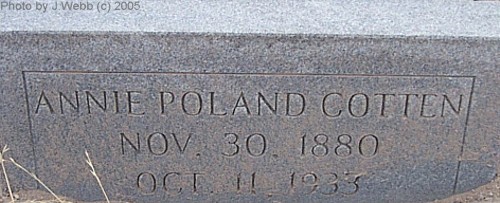 Photo by J Webb (c) 2005
ANNIE POLAND COTTEN
NOV. 30, 1880
OCT. 11, 1933